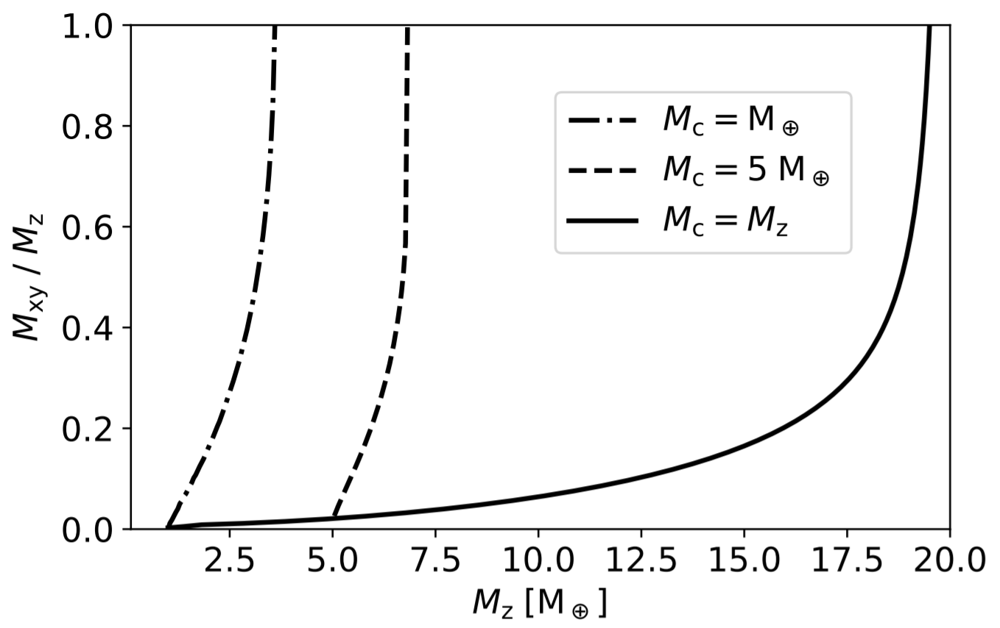 1.0
0.8
0.6
0.4
0.2
0.0
M_xy / M_z
M_c = M_⊕
M_c = 5 M_⊕
M_c = M_z
2.5 5.0 7.5 10.0 12.5 15.0 17.5 20.0
M_z [M_⊕]